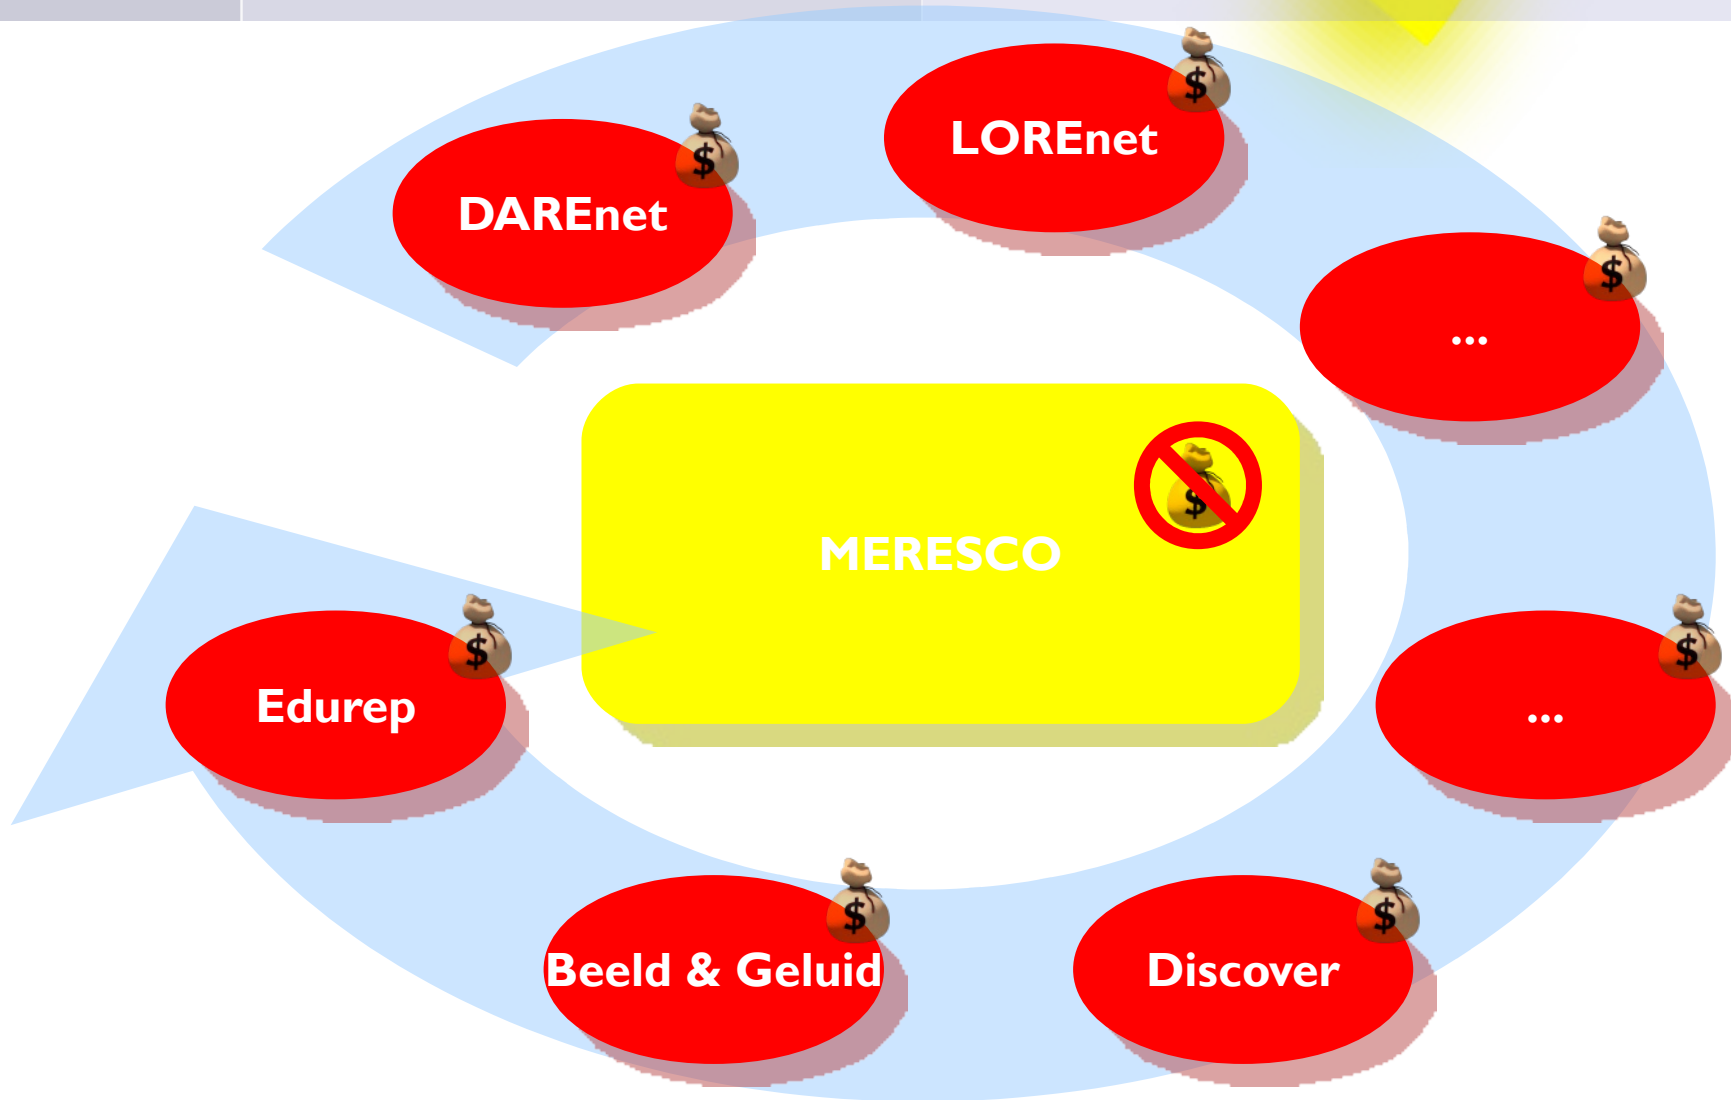 LOREnet
DAREnet
...
MERESCO
Edurep
...
Beeld & Geluid
Discover
$
$
$
$
$
$
$
$